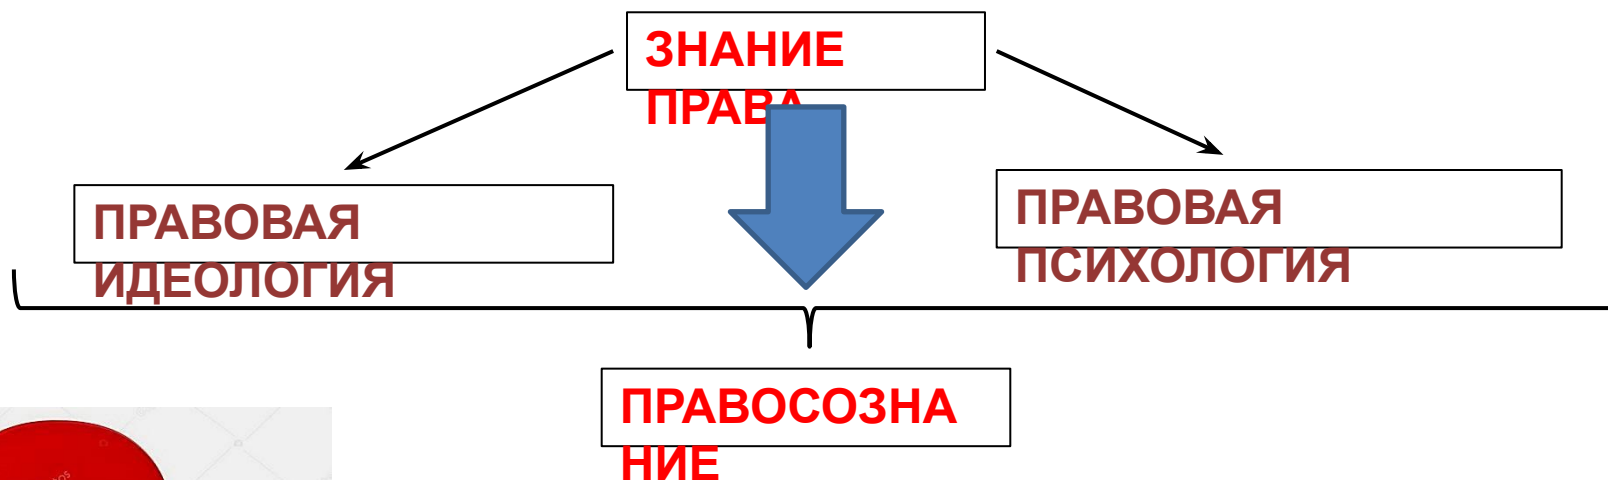 ЗНАНИЕ
ПРАВА
ПРАВОВАЯ
ИДЕОЛОГИЯ
ПРАВОВАЯ
ПСИХОЛОГИЯ
ПРАВОСОЗНА
НИЕ